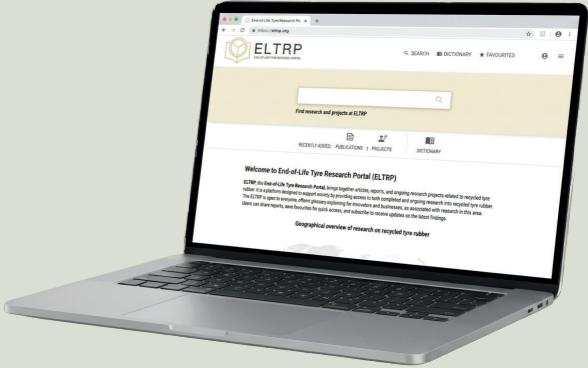 End-of-Life Tyre Research Po
https://eltrp.org
ELTRP
END-OF-LIFE TYRE RESEARCH PORTAL
SEARCH DICTIONARY FAVOURITES
Find research and projects at ELTRP
RECENTLY ADDED: PUBLICATIONS | PROJECTS DICTIONARY
Welcome to End-of-Life Tyre Research Portal (ELTRP)
ELTRP, the End-of-Life Tyre Research Portal, brings together articles, reports, and ongoing research projects related to recycled tyre
rubber. It is a platform designed to support society by providing access to both completed and ongoing research into recycled tyre rubber.
The ELTRP is open to everyone, offers glossary explaining for innovators and businesses, as associated with research in this area.
Users can share reports, save favourites for quick access, and subscribe to receive updates on the latest findings.
Geographical overview of research on recycled tyre rubber